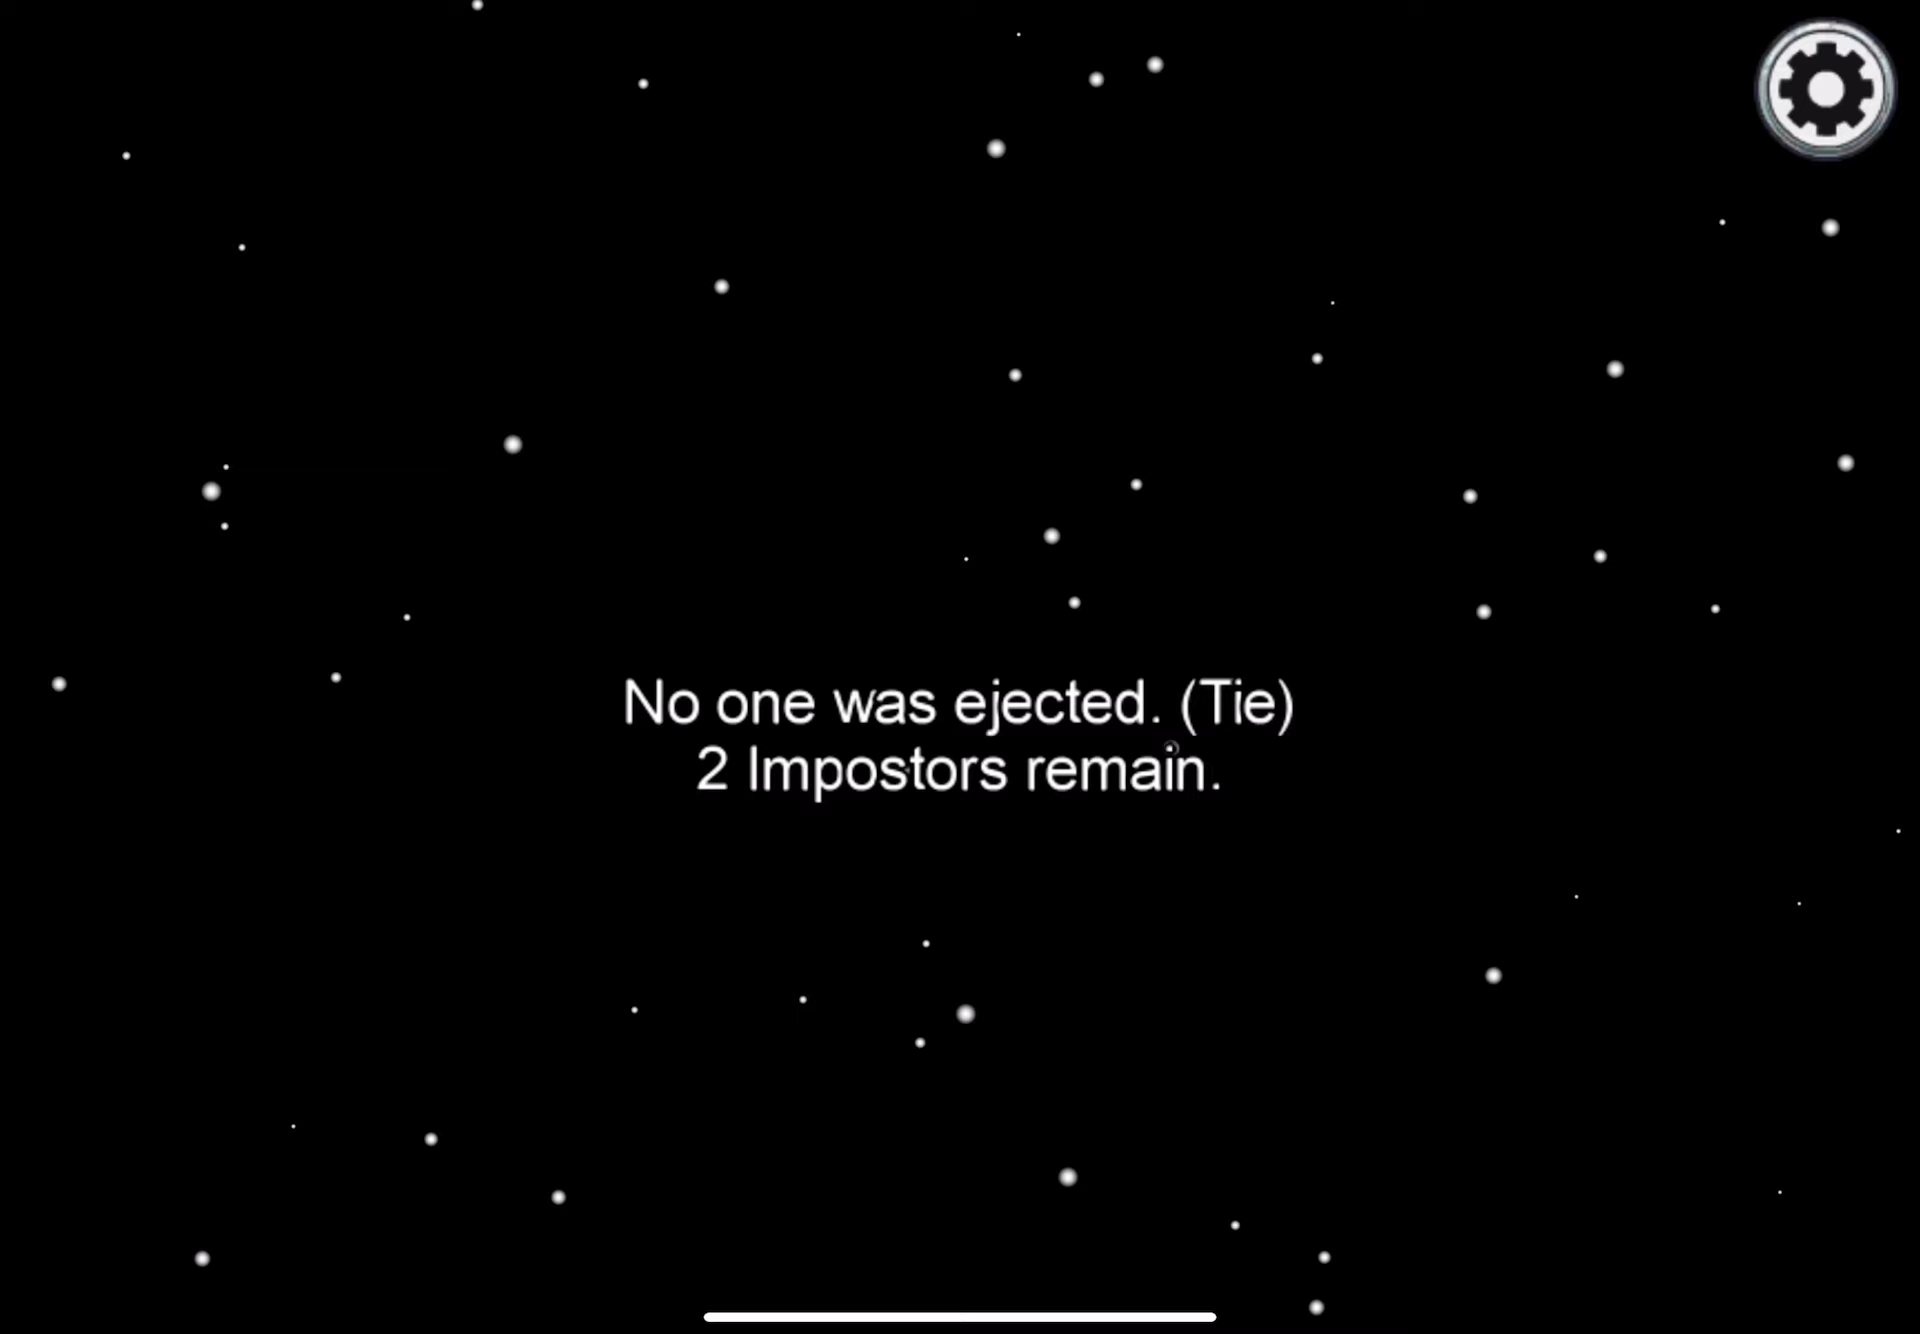 No one was ejected. (Tie)
2 Impostors remain.